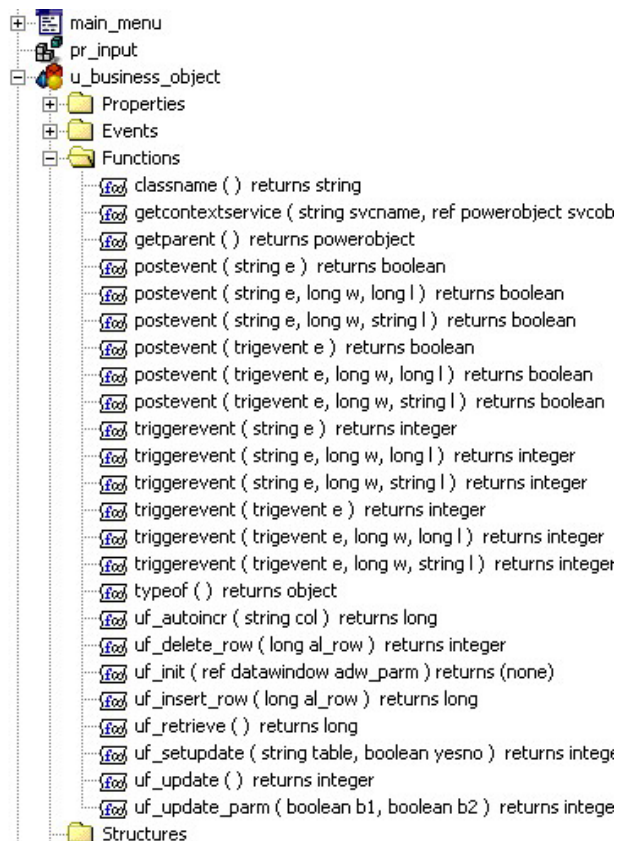 main_menu
pr_input
u_business_object
Properties
Events
Functions
classname ( ) returns string
getcontextservice ( string svcname, ref powerobject svcob
getparent ( ) returns powerobject
postevent ( string e ) returns boolean
postevent ( string e, long w, long l ) returns boolean
postevent ( string e, long w, string l ) returns boolean
postevent ( trigevent e ) returns boolean
postevent ( trigevent e, long w, long l ) returns boolean
postevent ( trigevent e, long w, string l ) returns boolean
triggerevent ( string e ) returns integer
triggerevent ( string e, long w, long l ) returns integer
triggerevent ( string e, long w, string l ) returns integer
triggerevent ( trigevent e ) returns integer
triggerevent ( trigevent e, long w, long l ) returns integer
triggerevent ( trigevent e, long w, string l ) returns integer
typeof ( ) returns object
uf_autoincr ( string col ) returns long
uf_delete_row ( long al_row ) returns integer
uf_init ( ref datawindow adw_parm ) returns (none)
uf_insert_row ( long al_row ) returns long
uf_retrieve ( ) returns long
uf_setupdate ( string table, boolean yesno ) returns intege
uf_update ( ) returns integer
uf_update_parm ( boolean b1, boolean b2 ) returns intege
Structures